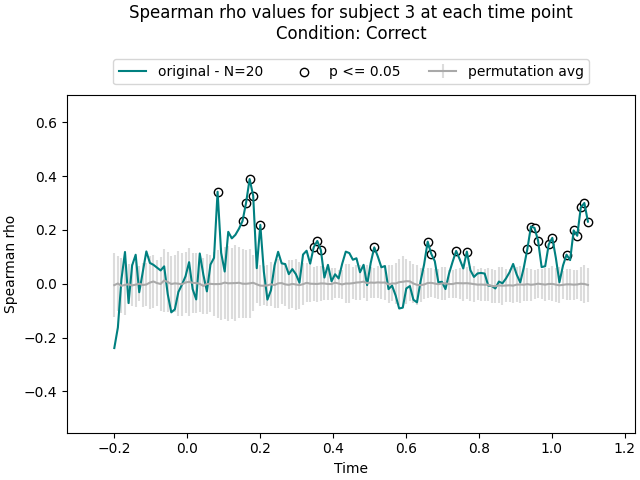 Spearman rho values for subject 3 at each time point
Condition: Correct
original - N=20
p <= 0.05
permutation avg
Spearman rho
0.6
0.4
0.2
0.0
−0.2
−0.4
−0.2
0.0
0.2
0.4
0.6
0.8
1.0
1.2
Time